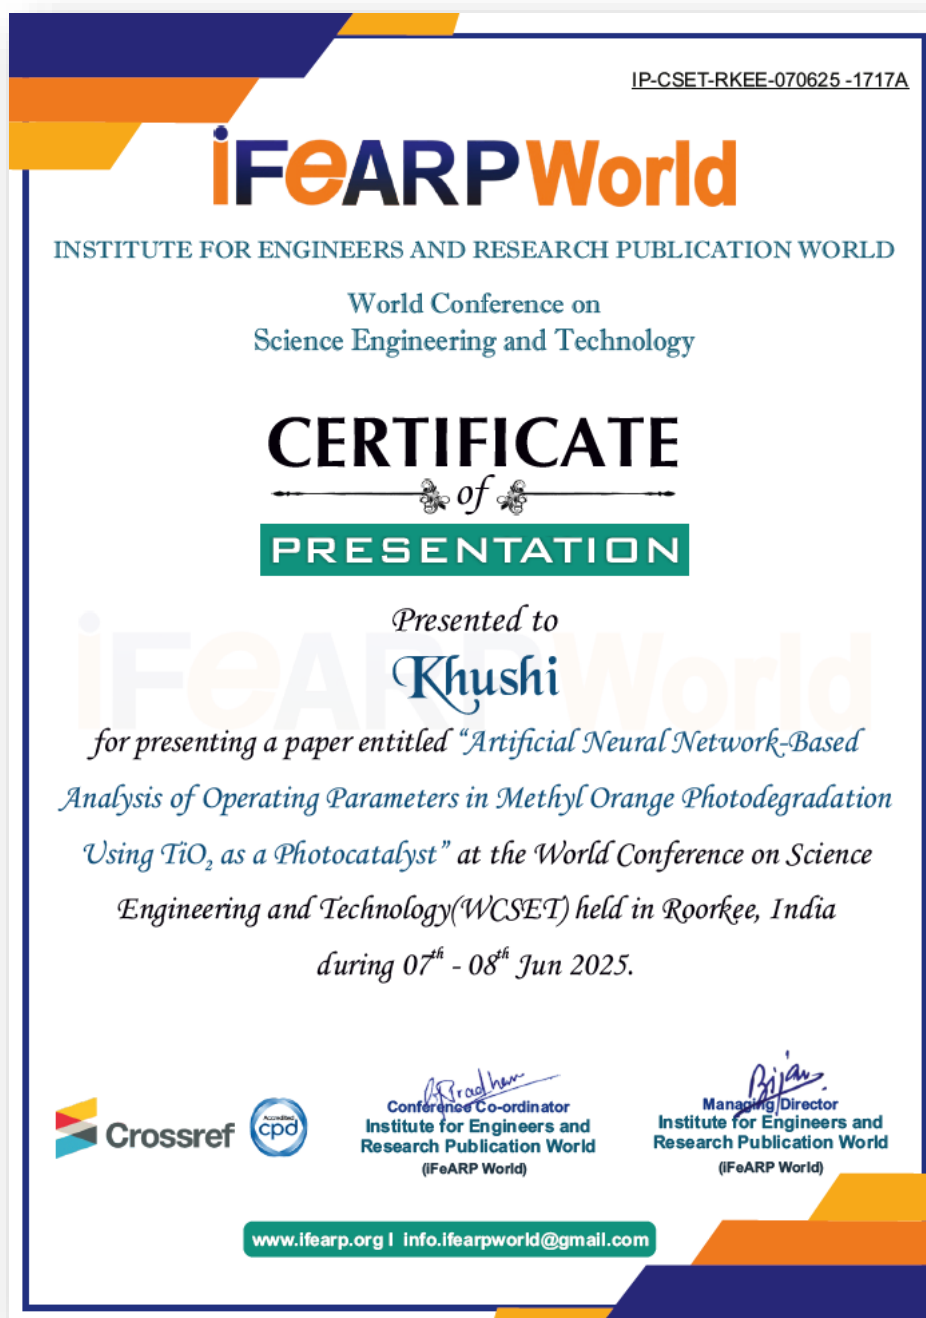 IP-CSET-RKEE-070625 -1717A
iFeARP World
INSTITUTE FOR ENGINEERS AND RESEARCH PUBLICATION WORLD
World Conference on
Science Engineering and Technology
CERTIFICATE
of
PRESENTATION
Presented to
Khushi
for presenting a paper entitled “Artificial Neural Network-Based
Analysis of Operating Parameters in Methyl Orange Photodegradation
Using TiO₂ as a Photocatalyst” at the World Conference on Science
Engineering and Technology(WCSET) held in Roorkee, India
during 07th - 08th Jun 2025.
iFeARP World
Crossref
Accredited
cpd
B. Pradhan
Conference Co-ordinator
Institute for Engineers and
Research Publication World
(iFeARP World)
Bijan
Managing Director
Institute for Engineers and
Research Publication World
(iFeARP World)
www.ifearp.org I info.ifearpworld@gmail.com